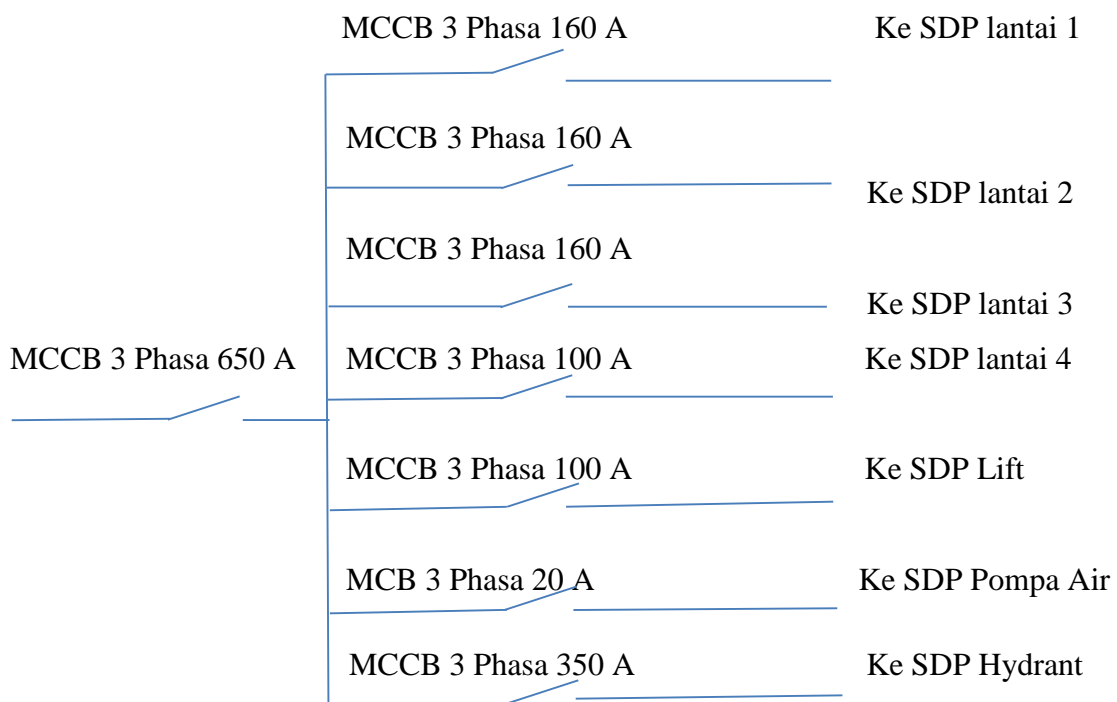 MCCB 3 Phasa 160 A Ke SDP lantai 1
MCCB 3 Phasa 160 A
Ke SDP lantai 2
MCCB 3 Phasa 160 A
Ke SDP lantai 3
MCCB 3 Phasa 650 A MCCB 3 Phasa 100 A Ke SDP lantai 4
MCCB 3 Phasa 100 A Ke SDP Lift
MCB 3 Phasa 20 A Ke SDP Pompa Air
MCCB 3 Phasa 350 A Ke SDP Hydrant